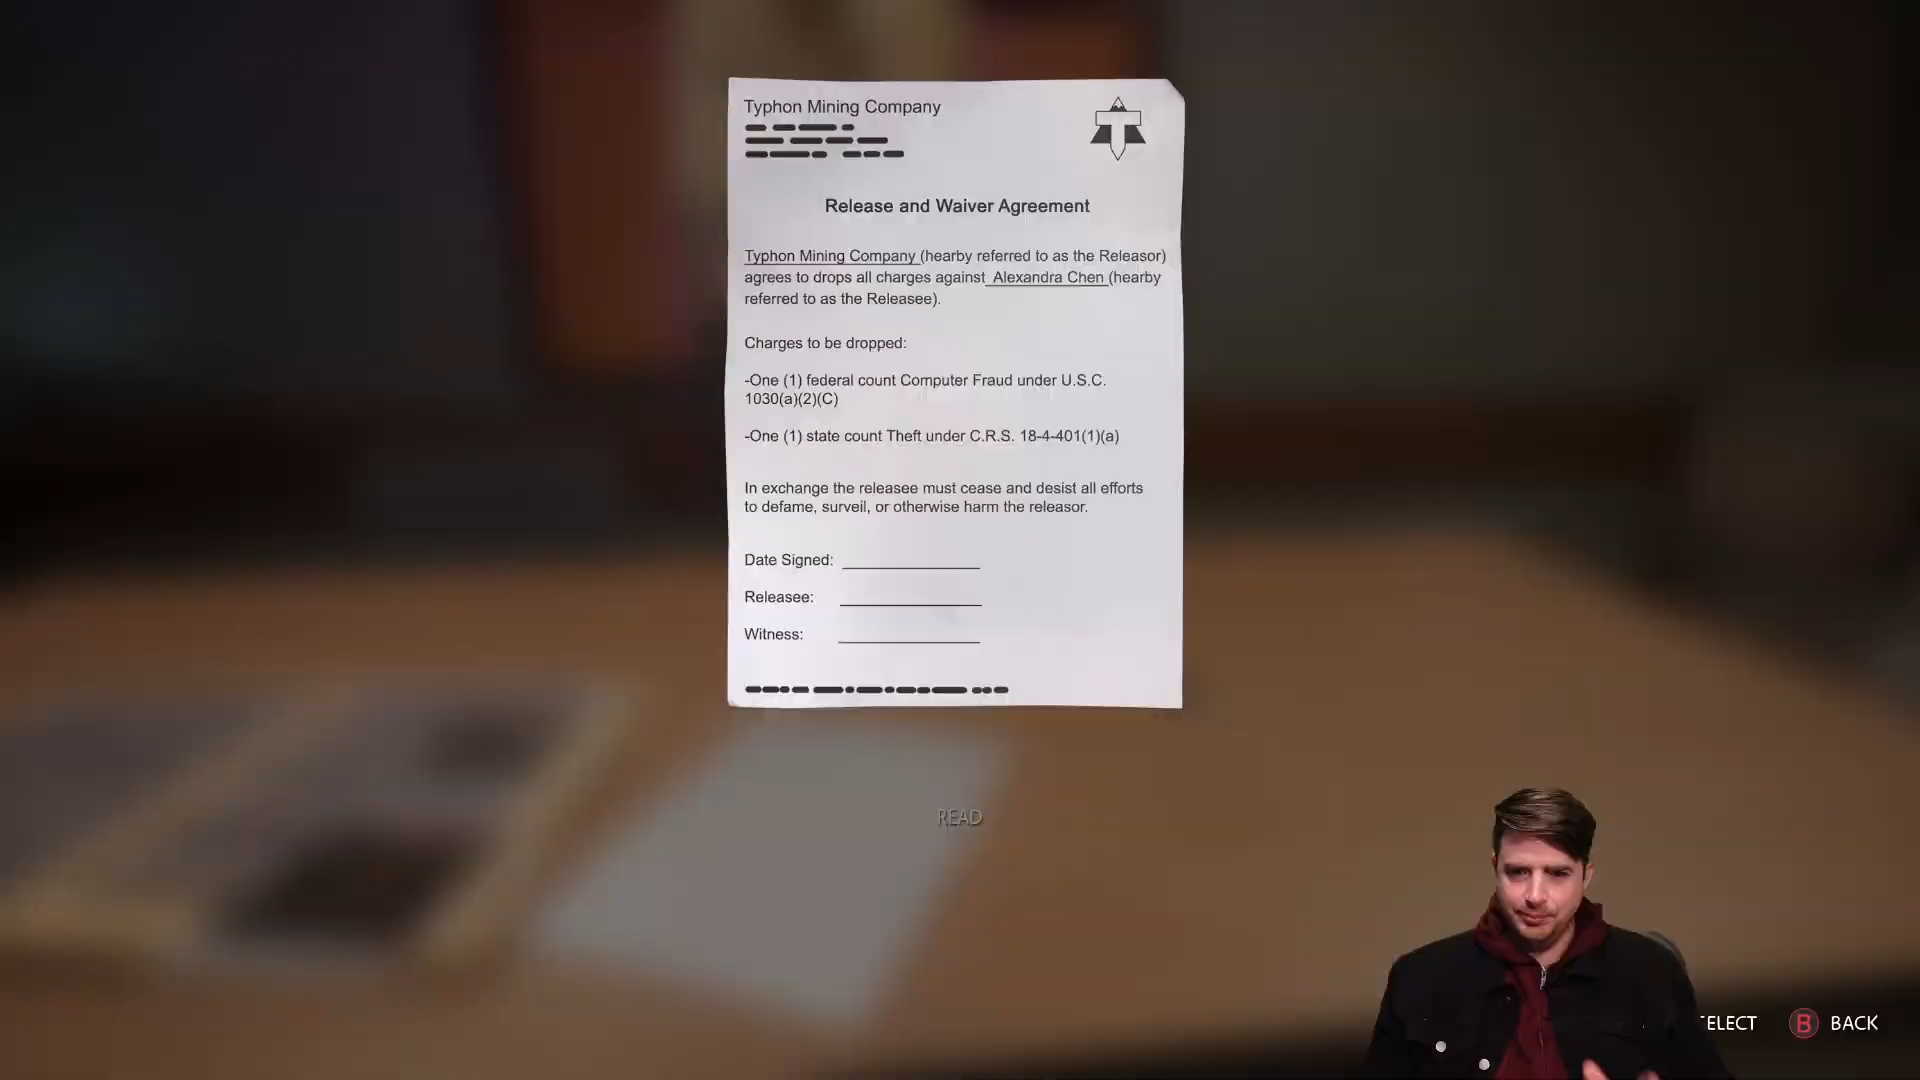 Typhon Mining Company
Release and Waiver Agreement
Typhon Mining Company (hearby referred to as the Releasor)
agrees to drops all charges against Alexandra Chen (hearby
referred to as the Releasee).
Charges to be dropped:
-One (1) federal count Computer Fraud under U.S.C.
1030(a)(2)(C)
-One (1) state count Theft under C.R.S. 18-4-401(1)(a)
In exchange the releasee must cease and desist all efforts
to defame, surveil, or otherwise harm the releasor.
Date Signed:
Releasee:
Witness:
READ
ELECT B BACK